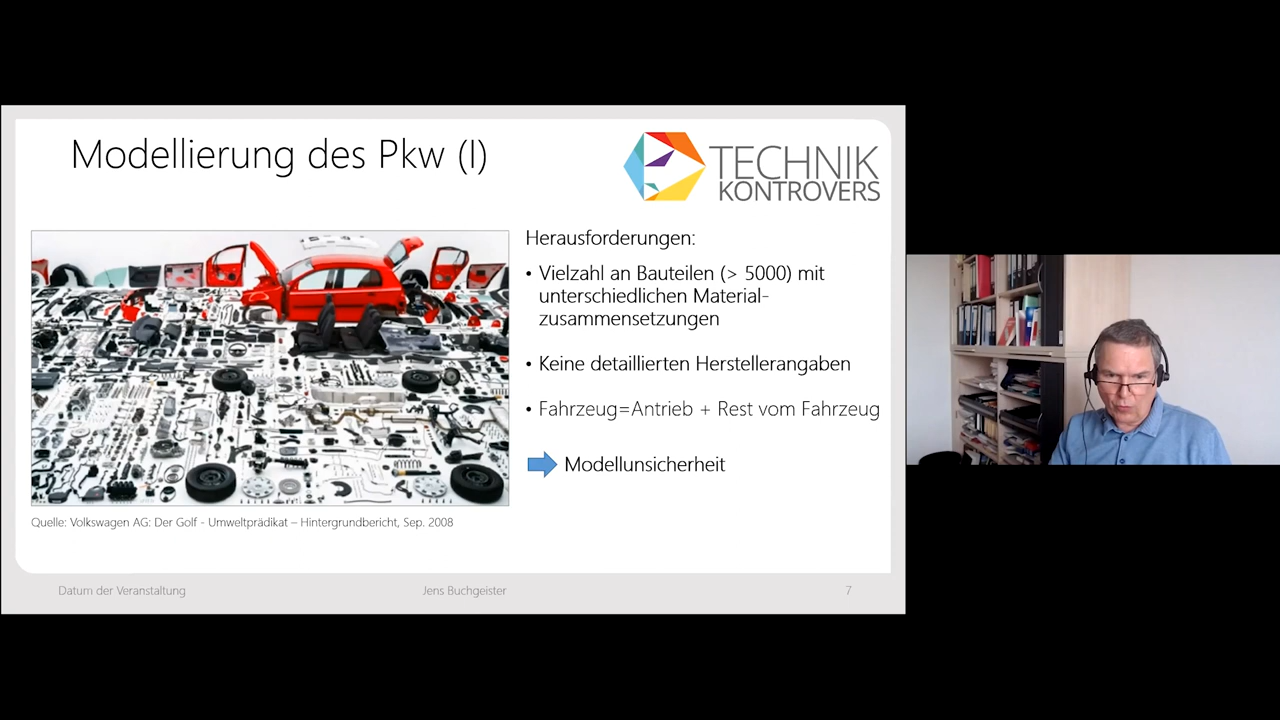 Modellierung des Pkw (I)
TECHNIK
KONTROVERS
Herausforderungen:
• Vielzahl an Bauteilen (> 5000) mit
unterschiedlichen Material-
zusammensetzungen
• Keine detaillierten Herstellerangaben
• Fahrzeug=Antrieb + Rest vom Fahrzeug
Modellunsicherheit
Quelle: Volkswagen AG: Der Golf - Umweltprädikat – Hintergrundbericht, Sep. 2008
Datum der Veranstaltung
Jens Buchgeister
7